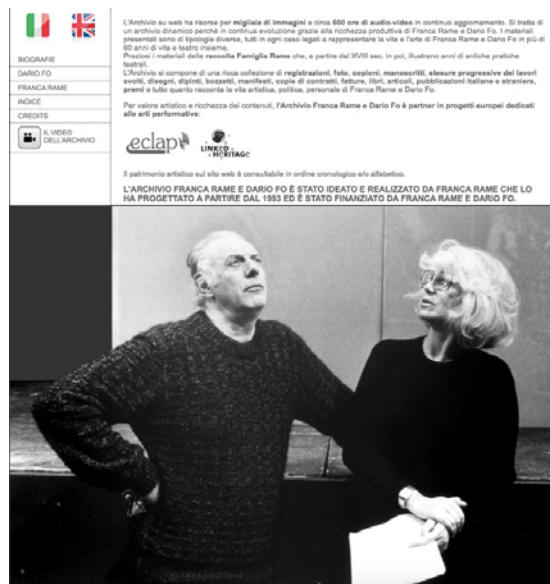 L'Archivio su web ha risorse per migliaia di immagini e circa 600 ore di audio-video in continuo aggiornamento. Si tratta di
un archivio dinamico perchè in continua evoluzione grazie alla ricchezza produttiva di Franca Rame e Dario Fo. I materiali
presentati sono di tipologie diverse, tutti in ogni caso legati a rappresentare la vita e l'arte di Franca Rame e Dario Fo in più di
60 anni di vita e teatro insieme.
Preziosi i materiali della raccolta Famiglia Rame che, a partire dal XVIII sec. in poi, illustrano anni di antiche pratiche
teatrali.
L'Archivio si compone di una ricca collezione di registrazioni, foto, copioni, manoscritti, stesure progressive dei lavori
svolti, disegni, dipinti, bozzetti, manifesti, copie di contratti, fatture, libri, articoli, pubblicazioni italiane e straniere,
premi e tutto quanto racconta la vita artistica, politica, personale di Franca Rame e Dario Fo.
Per valore artistico e ricchezza dei contenuti, l'Archivio Franca Rame e Dario Fo è partner in progetti europei dedicati
alle arti performative:
eclap
LINKED
HERITAGE
Il patrimonio artistico sul sito web è consultabile in ordine cronologico e/o alfabetico.
L'ARCHIVIO FRANCA RAME E DARIO FO È STATO IDEATO E REALIZZATO DA FRANCA RAME CHE LO
HA PROGETTATO A PARTIRE DAL 1993 ED È STATO FINANZIATO DA FRANCA RAME E DARIO FO.
BIOGRAFIE
DARIO FO
FRANCA RAME
INDICE
CREDITS
IL VIDEO
DELL'ARCHIVIO